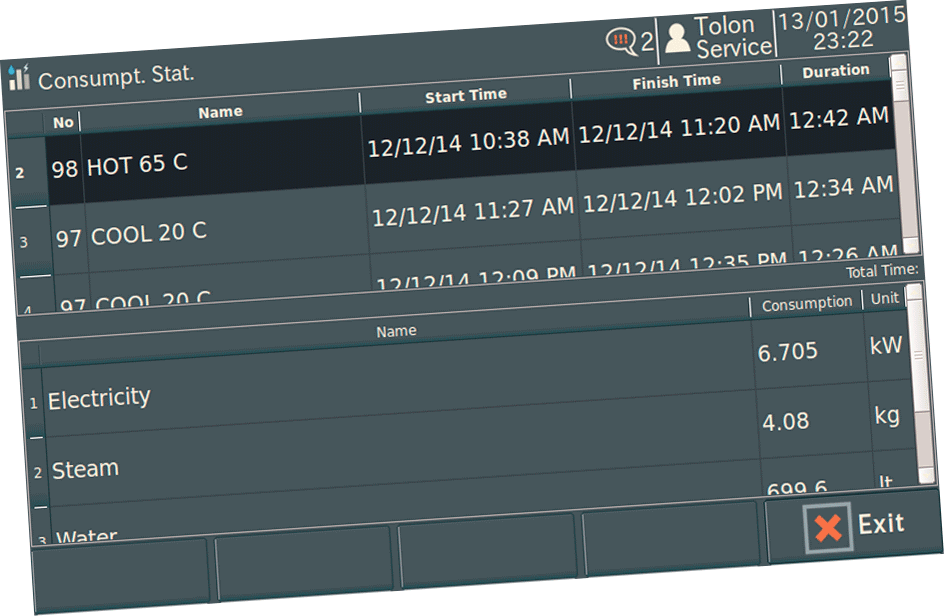 Consumpt. Stat.
!!! 2
Tolon
Service
13/01/2015
23:22
No Name Start Time Finish Time Duration
2 98 HOT 65 C 12/12/14 10:38 AM 12/12/14 11:20 AM 12:42 AM
3 97 COOL 20 C 12/12/14 11:27 AM 12/12/14 12:02 PM 12:34 AM
4 97 COOL 20 C 12/12/14 12:09 PM 12/12/14 12:35 PM 12:26 AM
Total Time:
Name Consumption Unit
1 Electricity 6.705 kW
2 Steam 4.08 kg
3 Water 699.6 lt
Exit